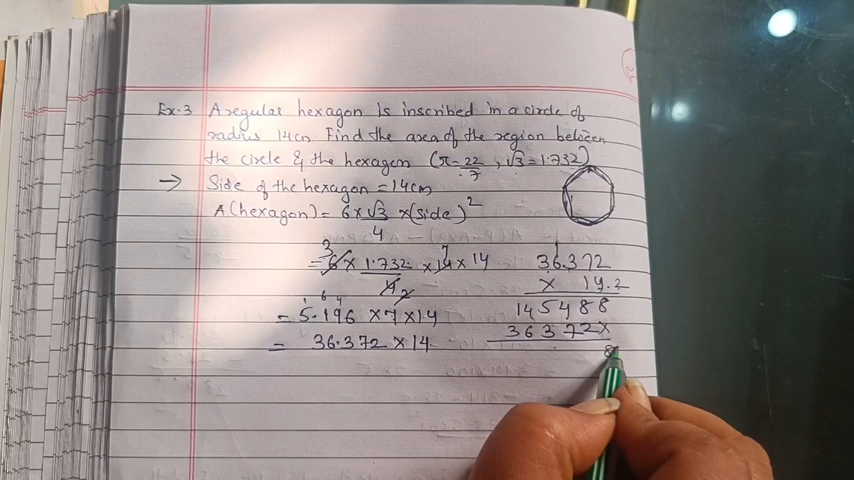 Ex.3 A regular hexagon is inscribed in a circle of
radius 14cm Find the area of the region between
the circle & the hexagon (π=22/7, √3=1.732)
→ Side of the hexagon = 14cm
A(hexagon) = 6 × √3/4 × (side)²
= 6 × 1.732/4 × 14 × 14
= 5.196 × 7 × 14
= 36.372 × 14
36.372
× 14.2
145488
36372×
8